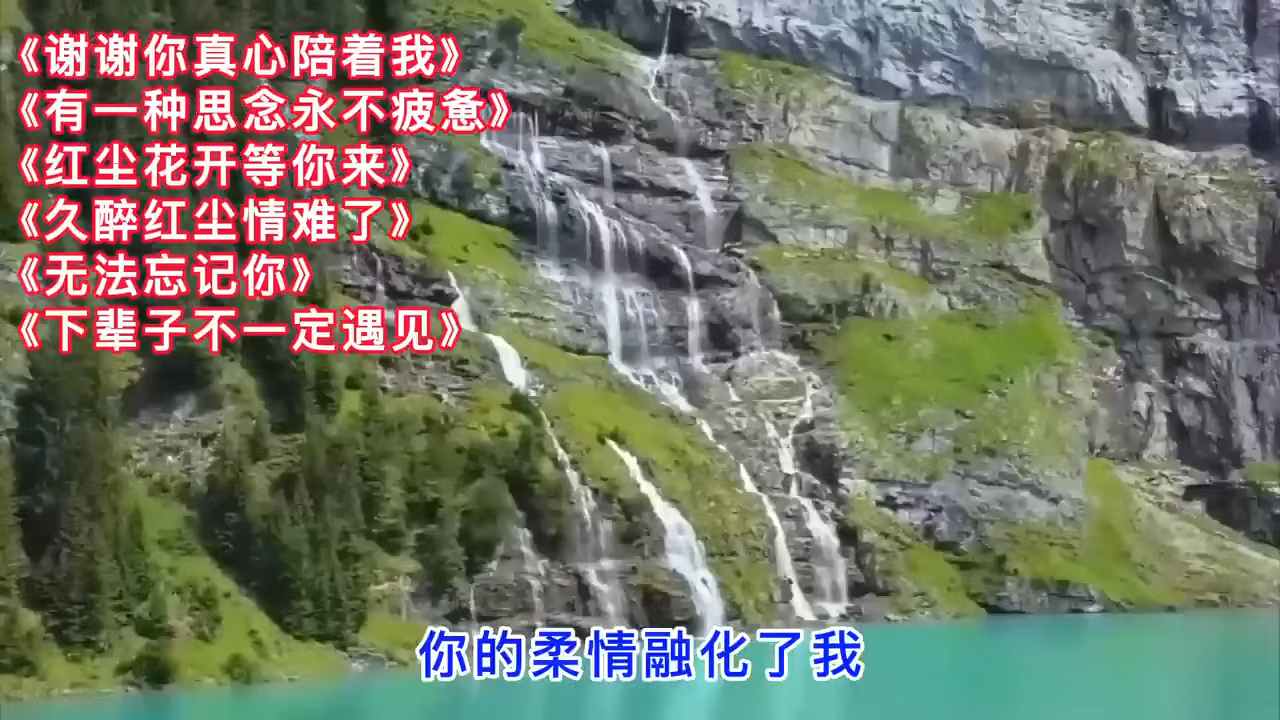 《谢谢你真心陪着我》
《有一种思念永不疲惫》
《红尘花开等你来》
《久醉红尘情难了》
《无法忘记你》
《下辈子不一定遇见》
你的柔情融化了我